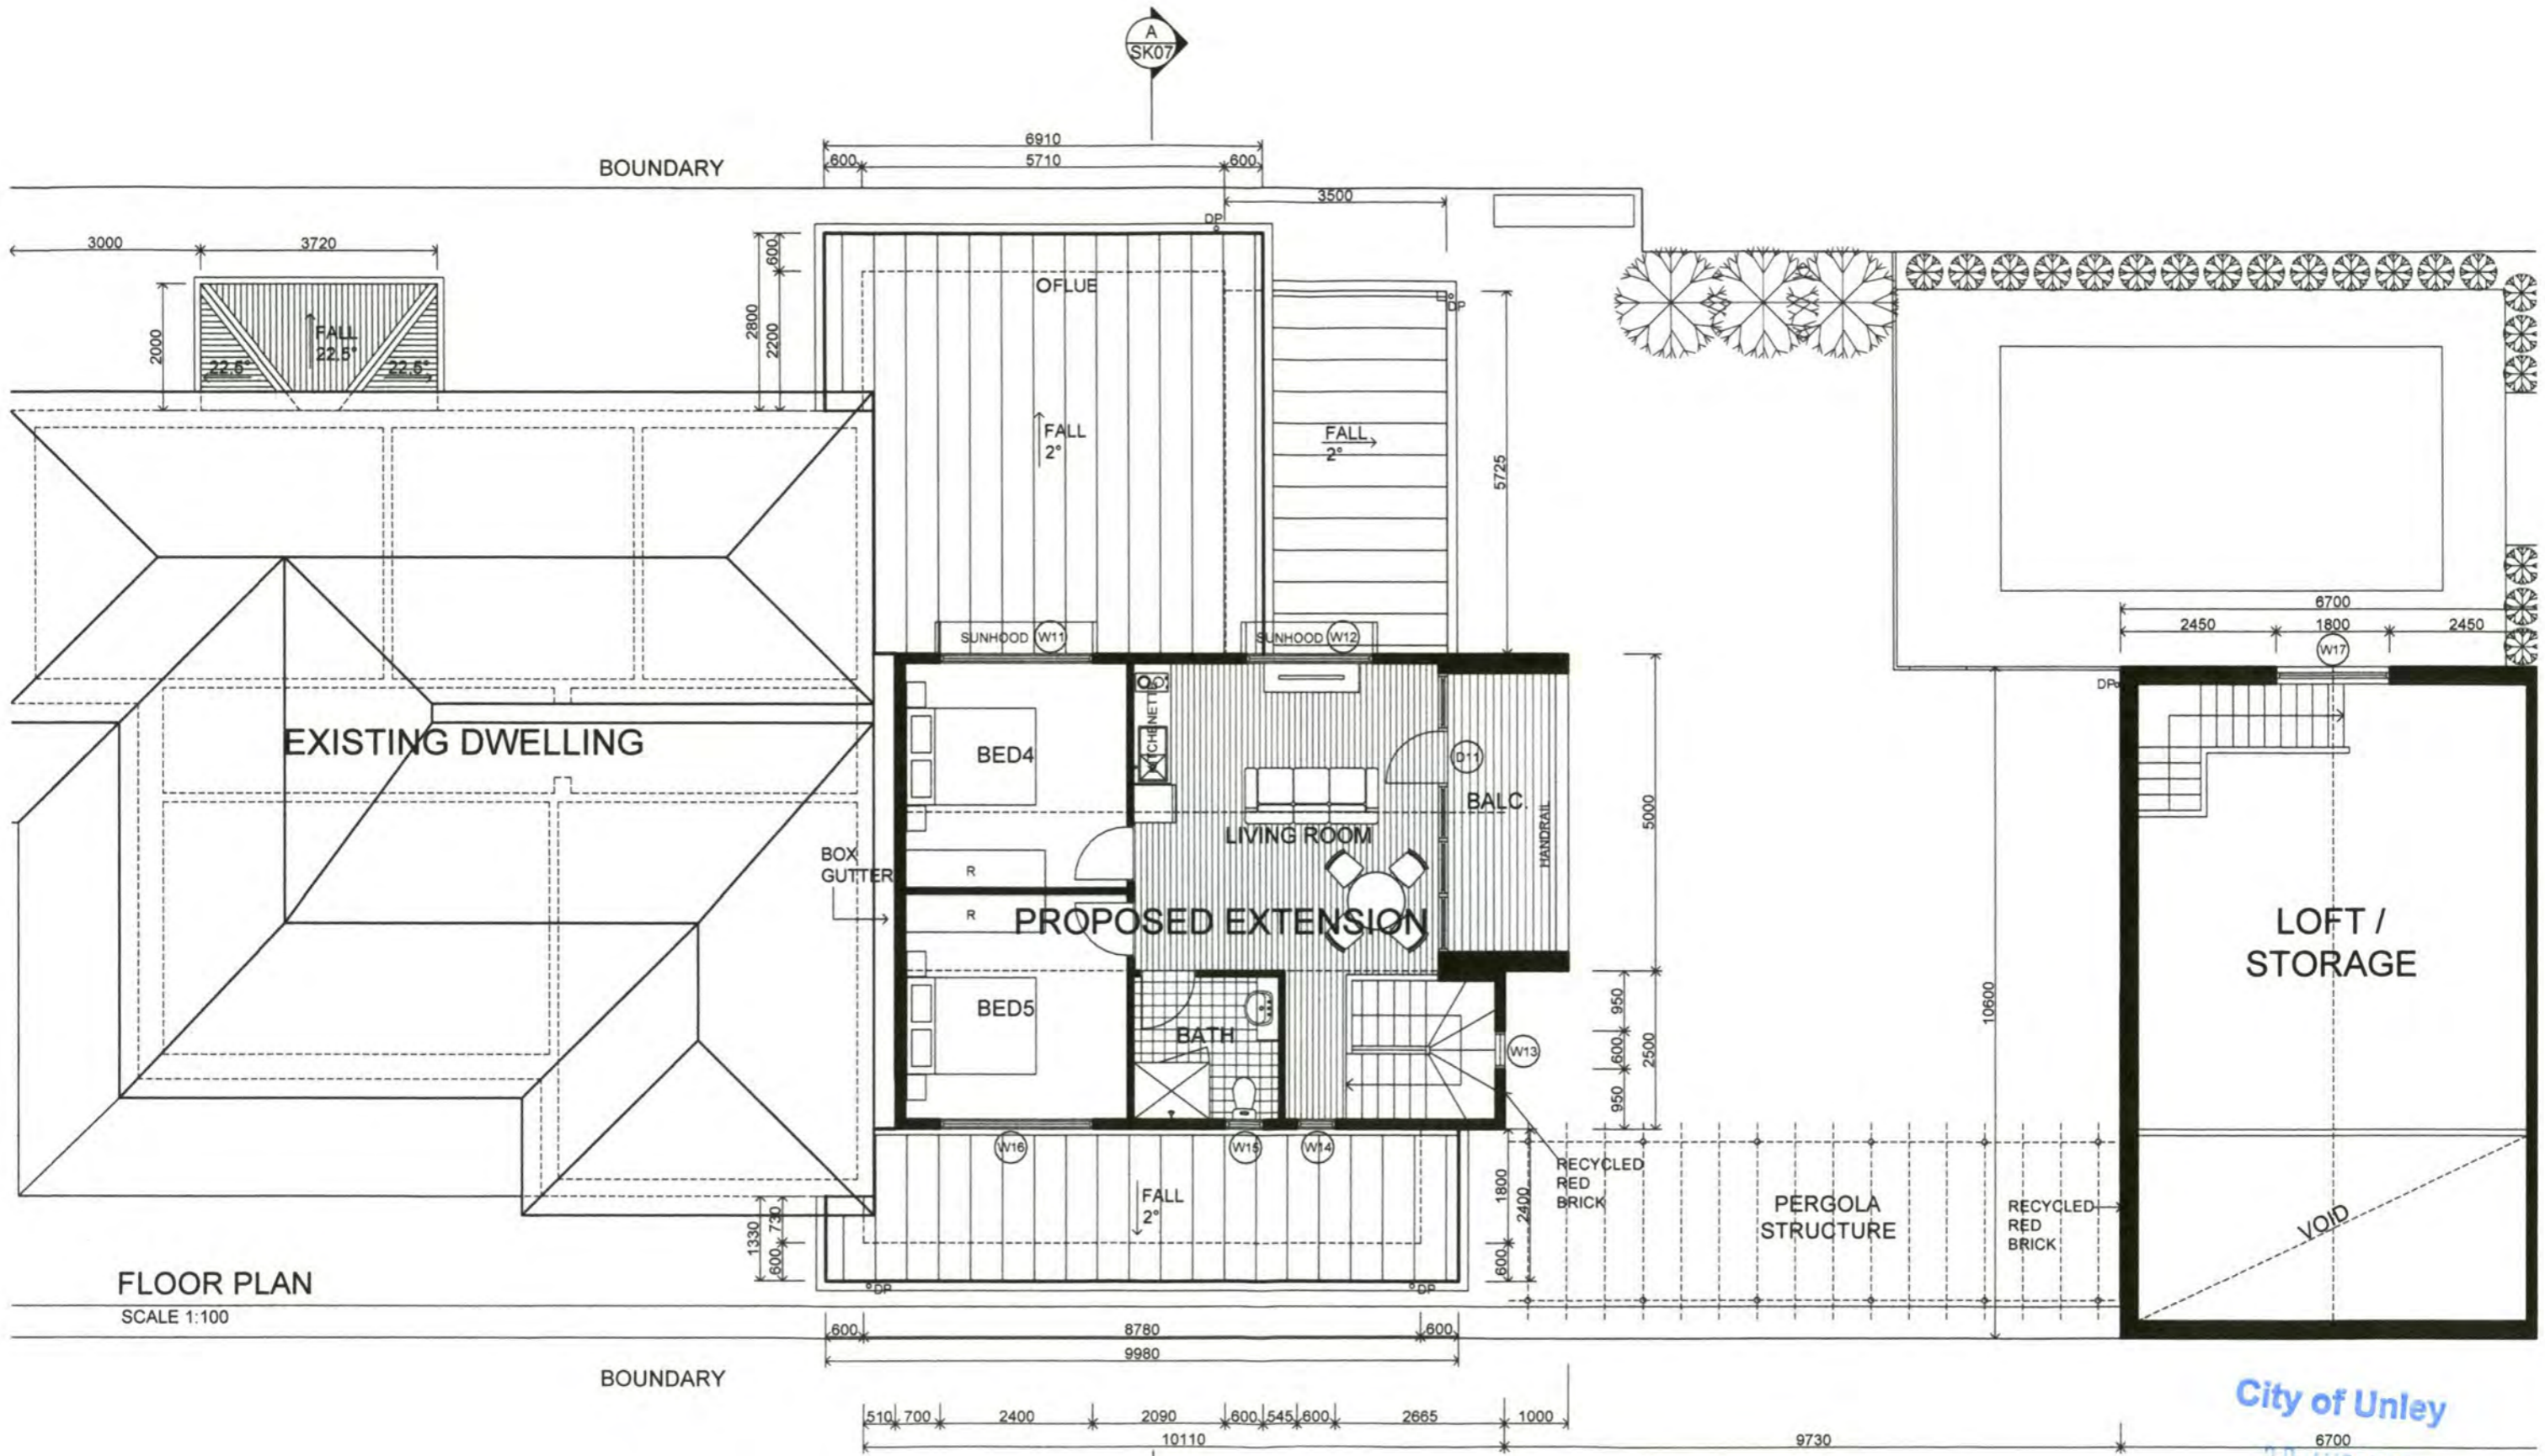 A
SK07
6910
600 5710 600
BOUNDARY
3500
DP
3000 3720
600
2800
2200
2000
FALL
22.5°
22.5° 22.5°
OFLUE
DP
FALL
2°
FALL
2°
5725
6700
2450 1800 2450
W17
SUNHOOD W11
SUNHOOD W12
DP
EXISTING DWELLING
BED4
KITCHENETTE
D11
BALC.
HANDRAIL
LIVING ROOM
5000
BOX
GUTTER
R
R
PROPOSED EXTENSION
LOFT /
STORAGE
BED5
BATH
950
600
950
2500
W13
10600
W16
W15
W14
RECYCLED
RED
BRICK
FALL
2°
1800
2400
600
1330
730
600
PERGOLA
STRUCTURE
RECYCLED
RED
BRICK
VOID
FLOOR PLAN
SCALE 1:100
DP
DP
600 8780 600
9980
BOUNDARY
510 700 2400 2090 600 545 600 2665 1000
10110 9730 6700
City of Unley